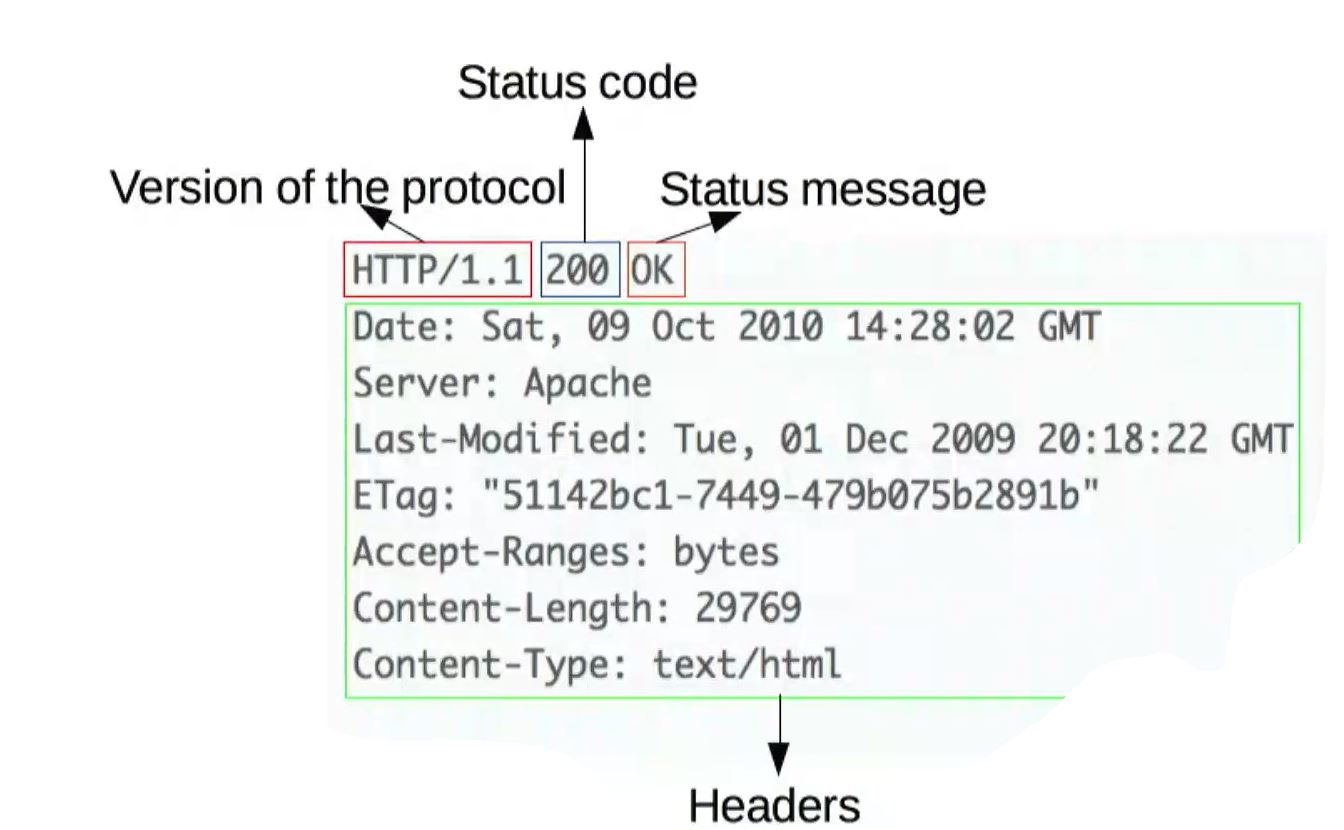 Status code
Version of the protocol
Status message
HTTP/1.1 200 OK
Date: Sat, 09 Oct 2010 14:28:02 GMT
Server: Apache
Last-Modified: Tue, 01 Dec 2009 20:18:22 GMT
ETag: "51142bc1-7449-479b075b2891b"
Accept-Ranges: bytes
Content-Length: 29769
Content-Type: text/html
Headers